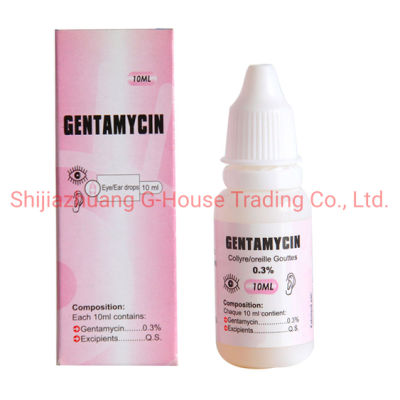 10ML
GENTAMYCIN
Eye/Ear drops 10 ml
Shijiazhuang G-House Trading Co., Ltd.
Composition:
Each 10ml contains:
Gentamycin.......0.3%
Excipients..........Q.S.
GENTAMYCIN
Collyre/oreille Gouttes
0.3%
10ML
Composition:
Chaque 10 ml contient:
Gentamycin..........0.3%
Excipients.............Q.S.